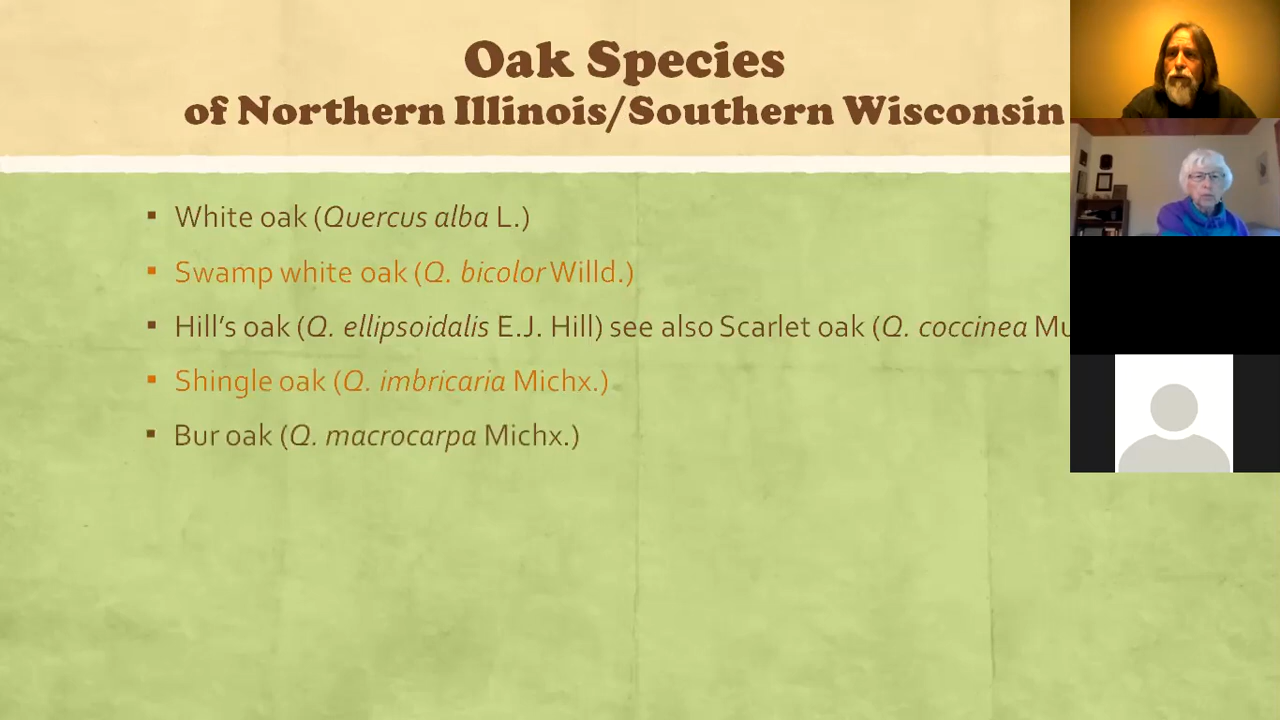 Oak Species
of Northern Illinois/Southern Wisconsin
▪ White oak (Quercus alba L.)
▪ Swamp white oak (Q. bicolor Willd.)
▪ Hill’s oak (Q. ellipsoidalis E.J. Hill) see also Scarlet oak (Q. coccinea
▪ Shingle oak (Q. imbricaria Michx.)
▪ Bur oak (Q. macrocarpa Michx.)